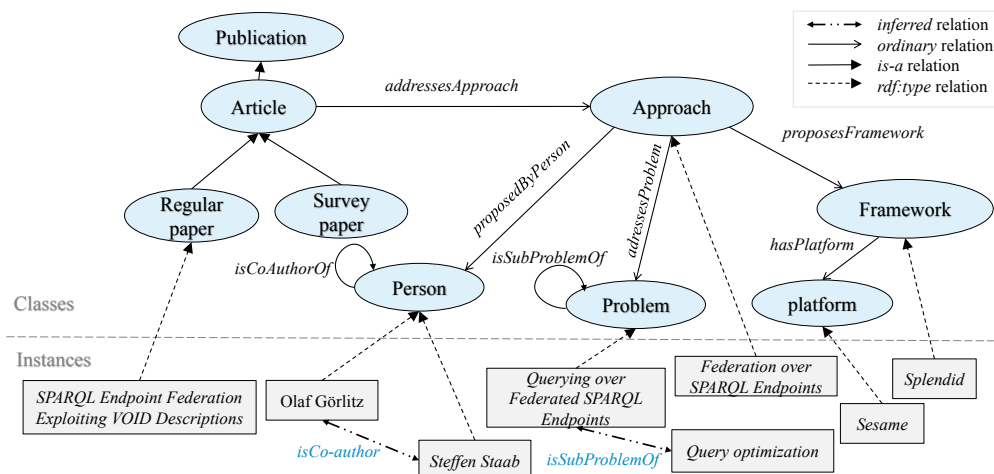 Publication
inferred relation
ordinary relation
is-a relation
rdf:type relation
Article
addressesApproach
Approach
proposesFramework
proposedByPerson
adressesProblem
Regular
paper
Survey
paper
Framework
isCoAuthorOf
isSubProblemOf
hasPlatform
Person
Problem
platform
Classes
Instances
SPARQL Endpoint Federation
Exploiting VOID Descriptions
Olaf Görlitz
Querying over
Federated SPARQL
Endpoints
Federation over
SPARQL Endpoints
Splendid
Sesame
isCo-author
Steffen Staab
isSubProblemOf
Query optimization